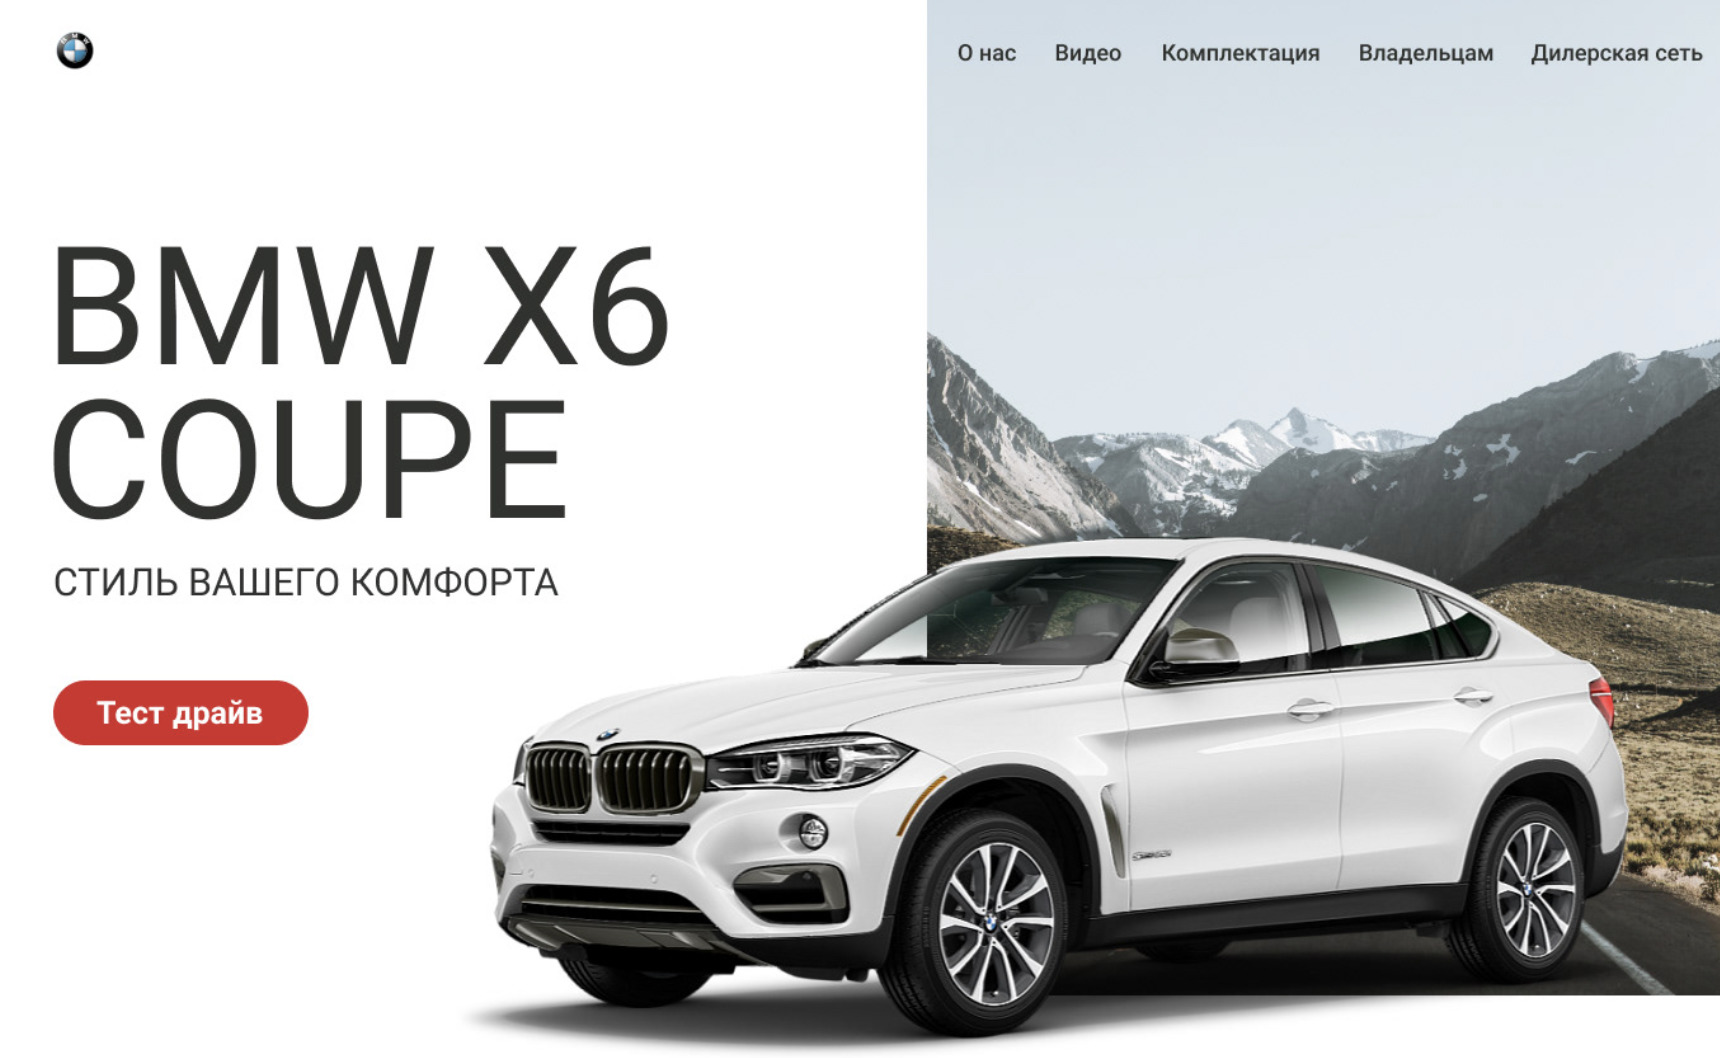 О нас Видео Комплектация Владельцам Дилерская сеть
BMW X6
COUPE
СТИЛЬ ВАШЕГО КОМФОРТА
Тест драйв